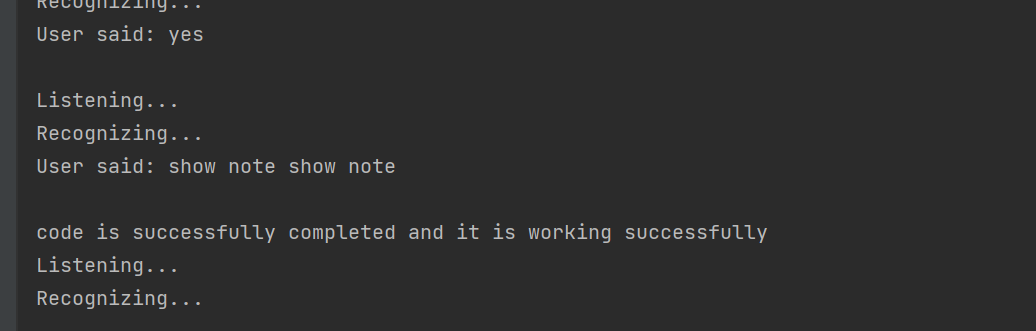 Recognizing...
User said: yes
Listening...
Recognizing...
User said: show note show note
code is successfully completed and it is working successfully
Listening...
Recognizing...